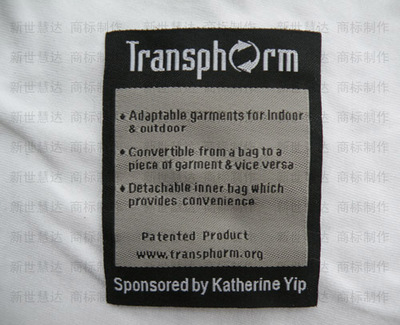 Transphorm
• Adaptable garments for indoor
& outdoor
• Convertible from a bag to a
piece of garment & vice versa
• Detachable inner bag which
provides convenience
Patented Product
www.transphorm.org
Sponsored by Katherine Yip
新世慧达 商标制作